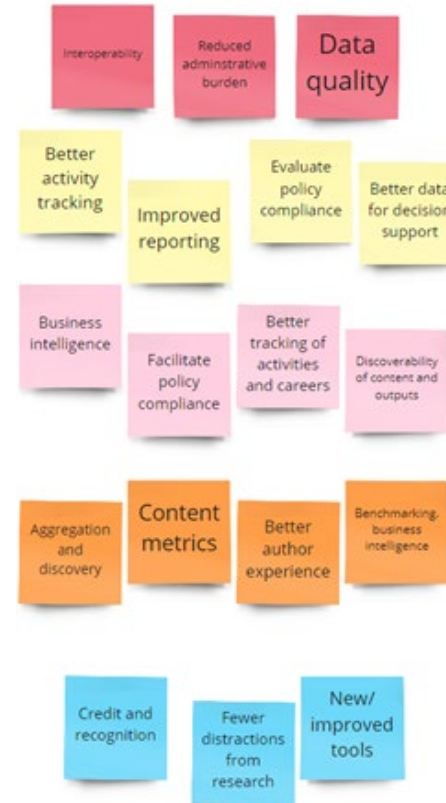 Interoperability
Reduced
adminstrative
burden
Data
quality
Better
activity
tracking
Improved
reporting
Evaluate
policy
compliance
Better data
for decision
support
Business
intelligence
Facilitate
policy
compliance
Better
tracking of
activities
and careers
Discoverability
of content and
outputs
Aggregation
and
discovery
Content
metrics
Better
author
experience
Benchmarking,
business
intelligence
Credit and
recognition
Fewer
distractions
from
research
New/
improved
tools